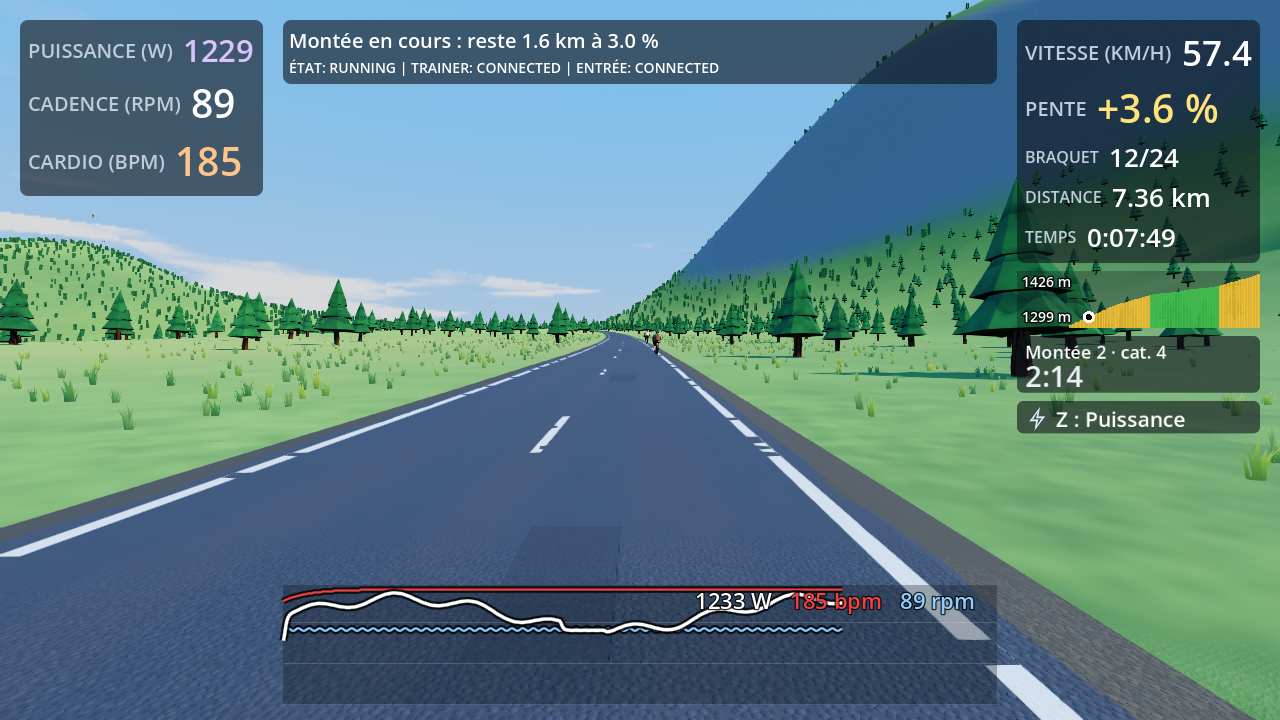 PUISSANCE (W) 1229
CADENCE (RPM) 89
CARDIO (BPM) 185
Montée en cours : reste 1.6 km à 3.0 %
ÉTAT: RUNNING | TRAINER: CONNECTED | ENTRÉE: CONNECTED
VITESSE (KM/H) 57.4
PENTE +3.6 %
BRAQUET 12/24
DISTANCE 7.36 km
TEMPS 0:07:49
1426 m
1299 m
Montée 2 · cat. 4
2:14
Z : Puissance
1233 W 185 bpm 89 rpm